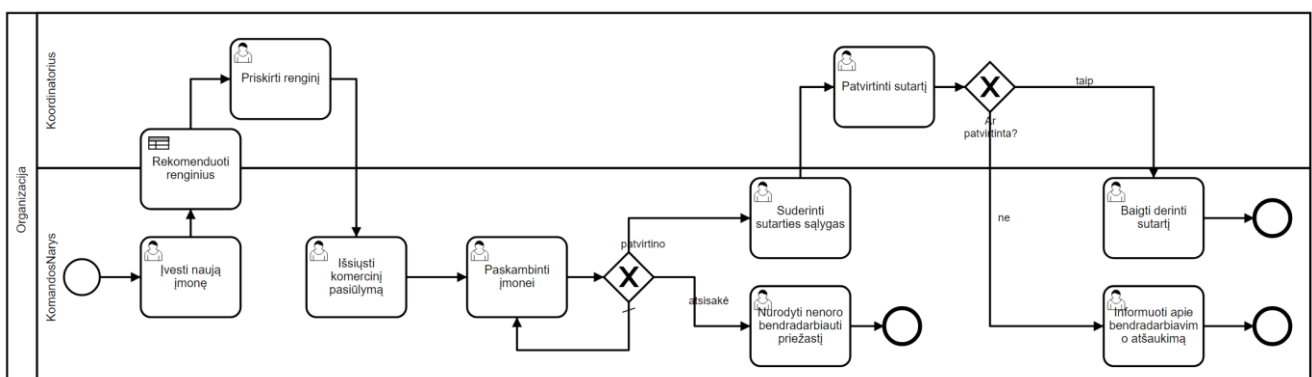 Organizacija
Koordinatorius
KomandosNarys
Įvesti naują
įmonę
Rekomenduoti
renginius
Priskirti renginį
Išsiųsti
komercinį
pasiūlymą
Paskambinti
įmonei
patvirtino
atsisakė
Suderinti
sutarties sąlygas
Nurodyti nenoro
bendradarbiauti
priežastį
Patvirtinti sutartį
Ar
patvirtinta?
taip
ne
Baigti derinti
sutartį
Informuoti apie
bendradarbiavim
o atšaukimą